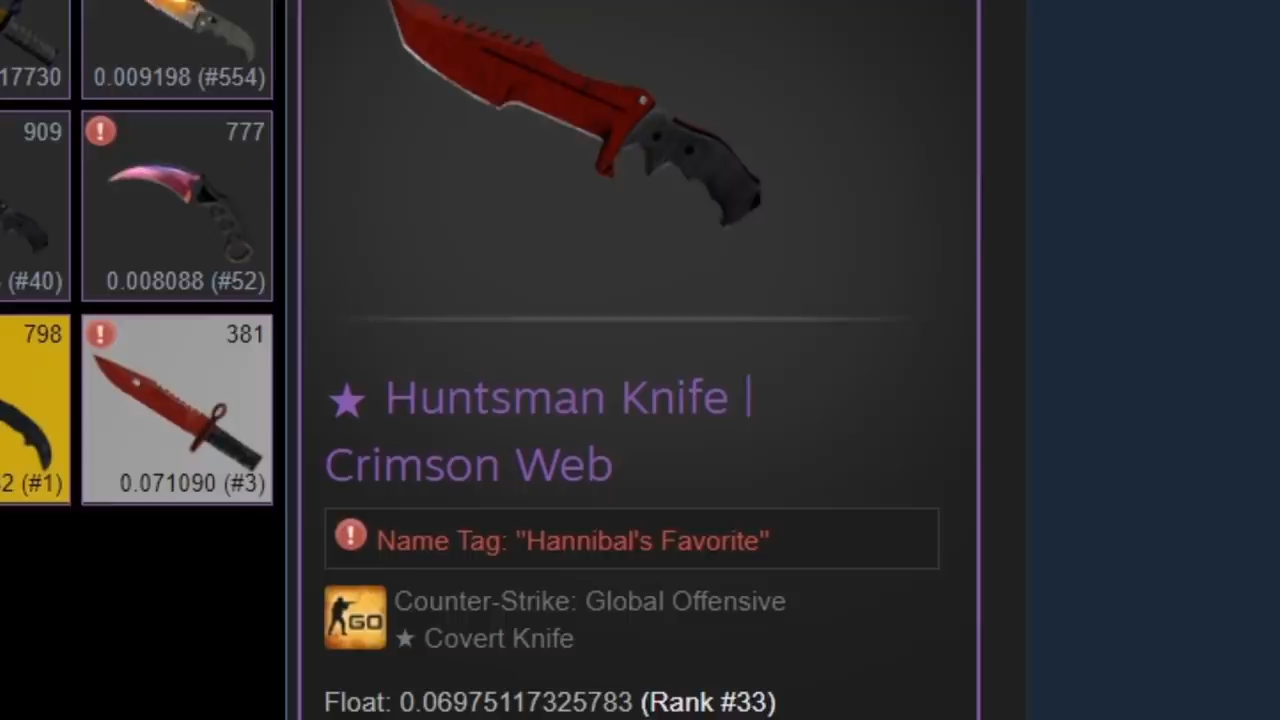 17730
0.009198 (#554)
909
777
(#40)
0.008088 (#52)
798
381
2 (#1)
0.071090 (#3)
★ Huntsman Knife |
Crimson Web
Name Tag: "Hannibal's Favorite"
GO
Counter-Strike: Global Offensive
★ Covert Knife
Float: 0.06975117325783 (Rank #33)